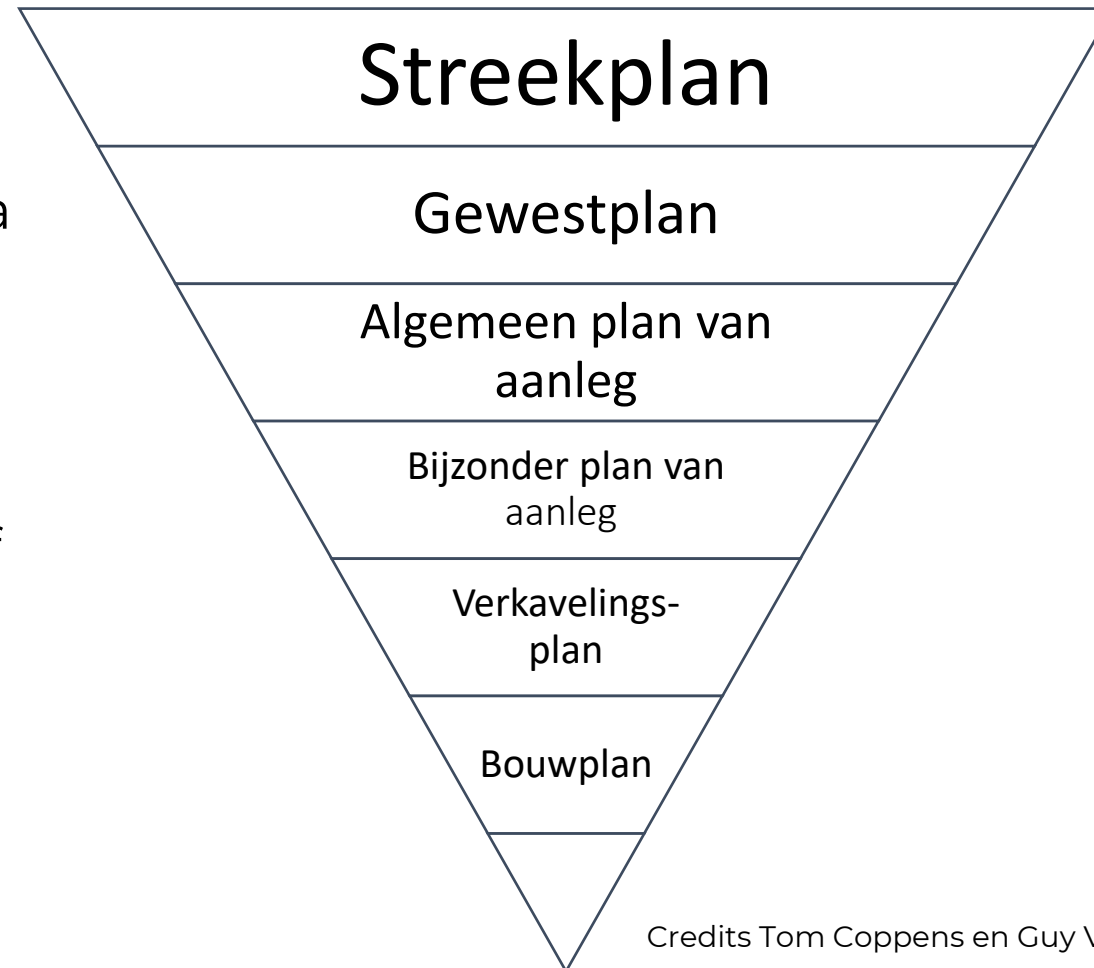 Streekplan
Gewestplan
Algemeen plan van
aanleg
Bijzonder plan van
aanleg
Verkavelings-
plan
Bouwplan
Credits Tom Coppens en Guy V